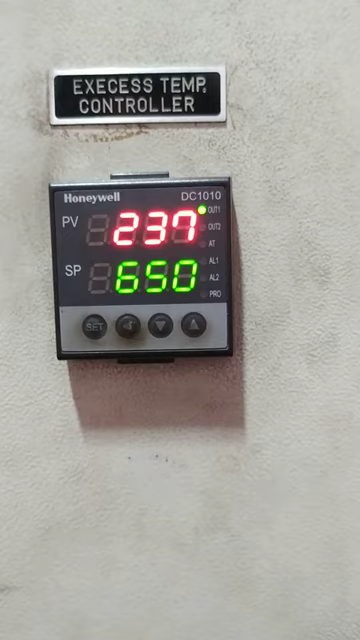 EXECESS TEMP.
CONTROLLER
Honeywell DC1010
PV 237 OUT1
OUT2
AT
SP 650 AL1
AL2
PRO
SET